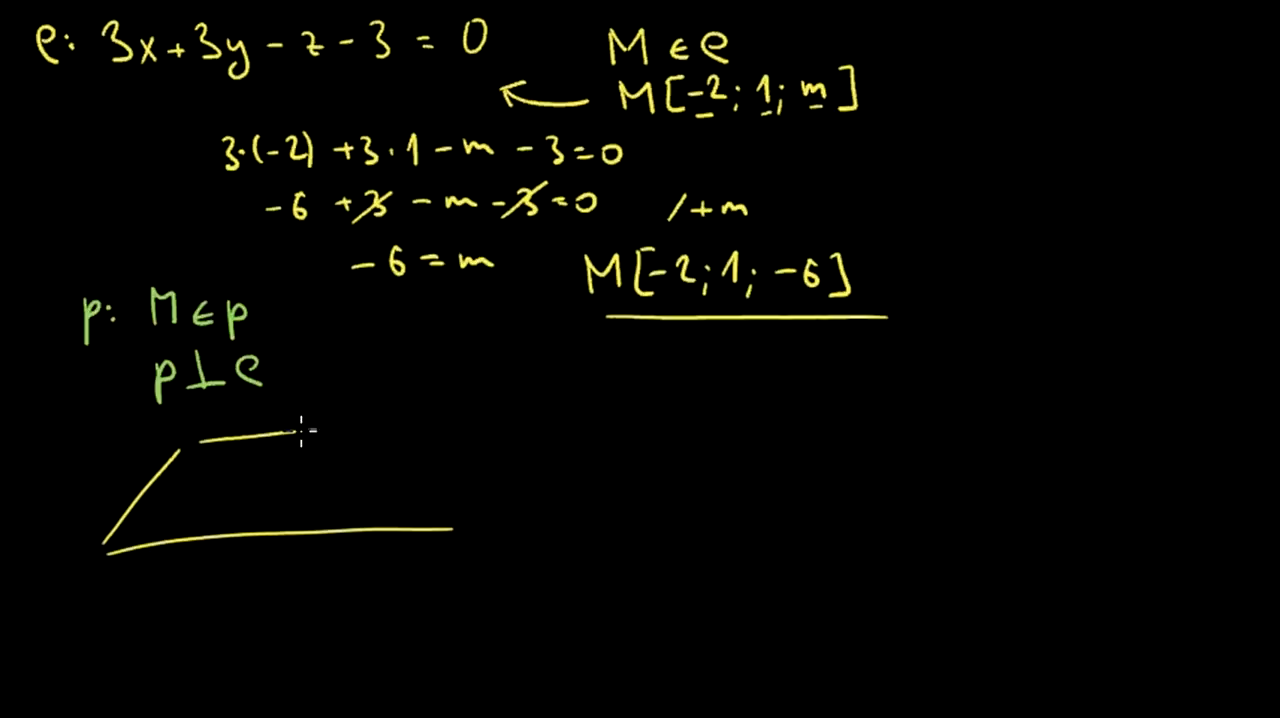 ρ: 3x + 3y - z - 3 = 0
M ∈ ρ
M[-2; 1; m]
3·(-2) + 3·1 - m - 3 = 0
-6 + 3 - m - 3 = 0 /+m
-6 = m
M[-2; 1; -6]
p: M ∈ p
p ⊥ ρ